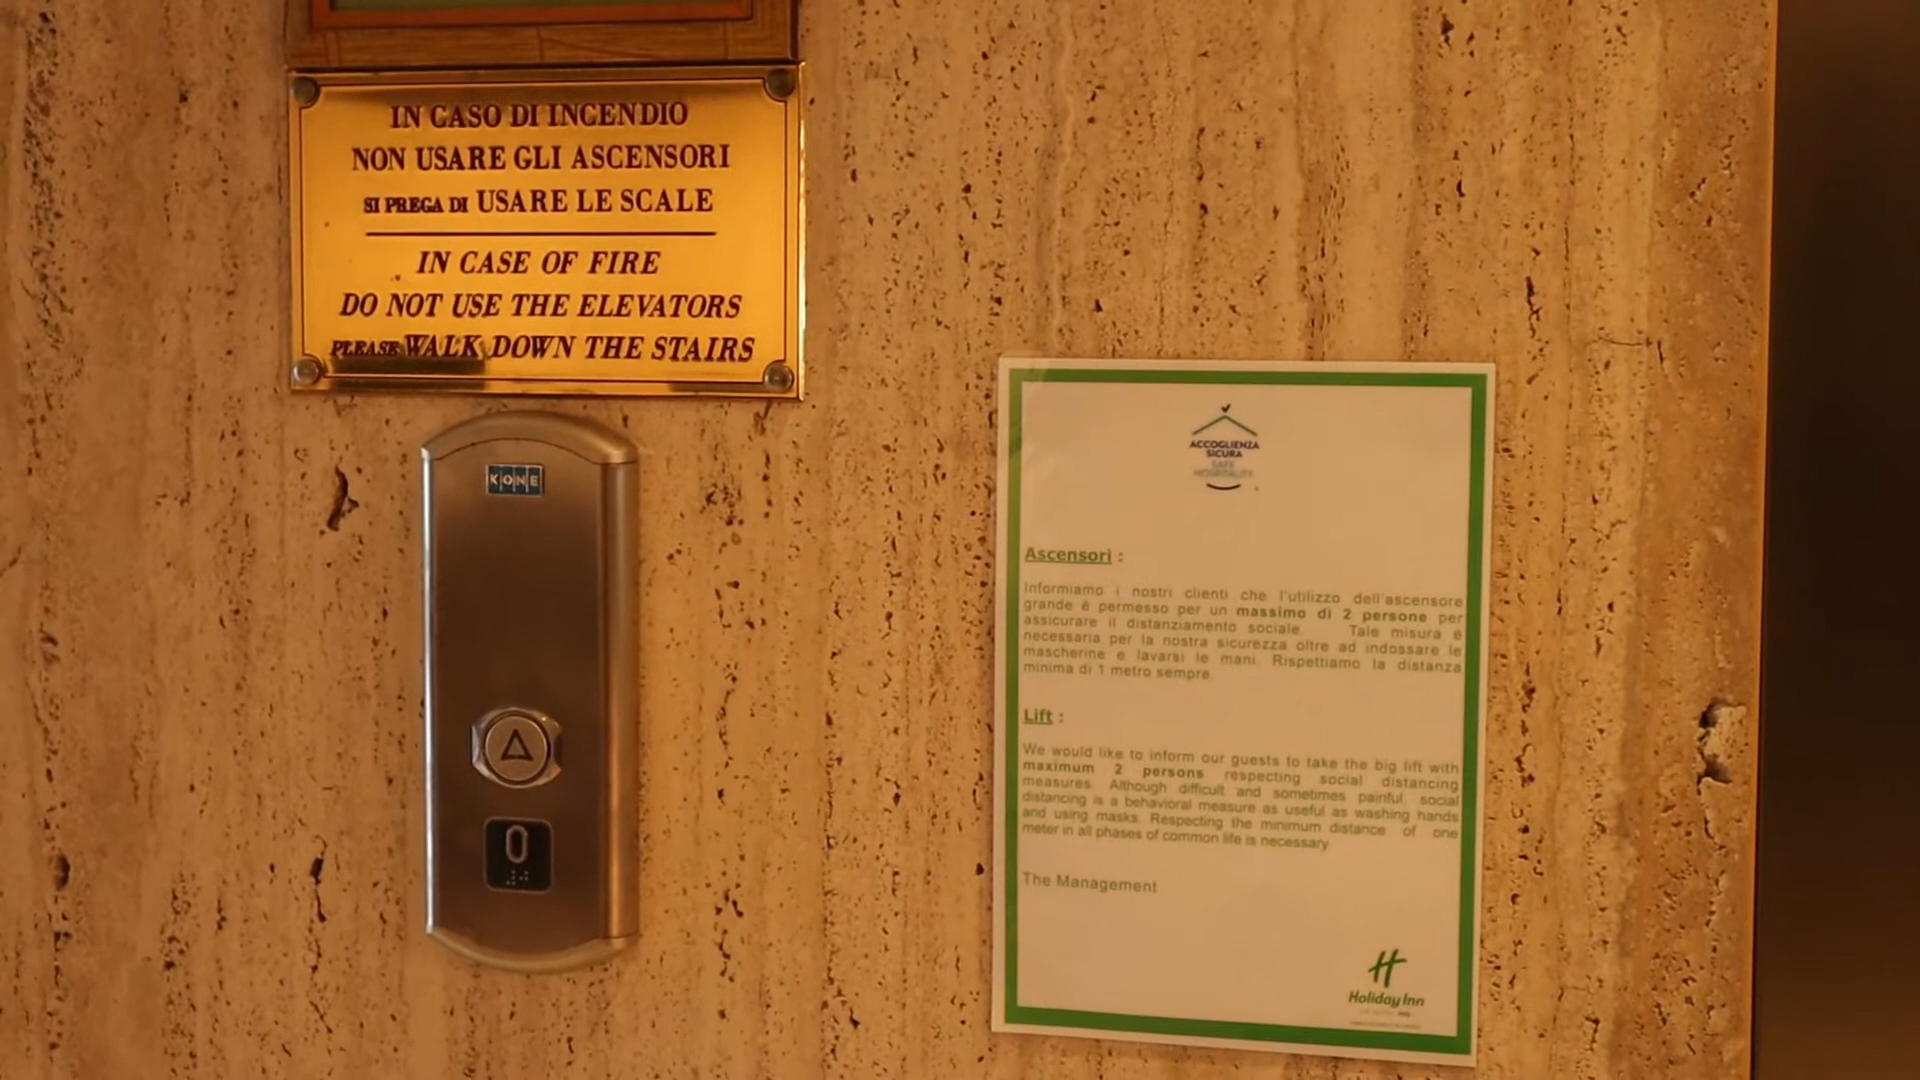 IN CASO DI INCENDIO
NON USARE GLI ASCENSORI
SI PREGA DI USARE LE SCALE
IN CASE OF FIRE
DO NOT USE THE ELEVATORS
PLEASE WALK DOWN THE STAIRS
KONE
0
ACCOGLIENZA
SICURA
SAFE
HOSPITALITY
Ascensori :
Informiamo i nostri clienti che l'utilizzo dell'ascensore
grande è permesso per un massimo di 2 persone per
assicurare il distanziamento sociale Tale misura è
necessaria per la nostra sicurezza oltre ad indossare le
mascherine e lavarsi le mani. Rispettiamo la distanza
minima di 1 metro sempre.
Lift :
We would like to inform our guests to take the big lift with
maximum 2 persons respecting social distancing
measures. Although difficult and sometimes painful, social
distancing is a behavioral measure as useful as washing hands
and using masks. Respecting the minimum distance of one
meter in all phases of common life is necessary
The Management
H
Holiday Inn